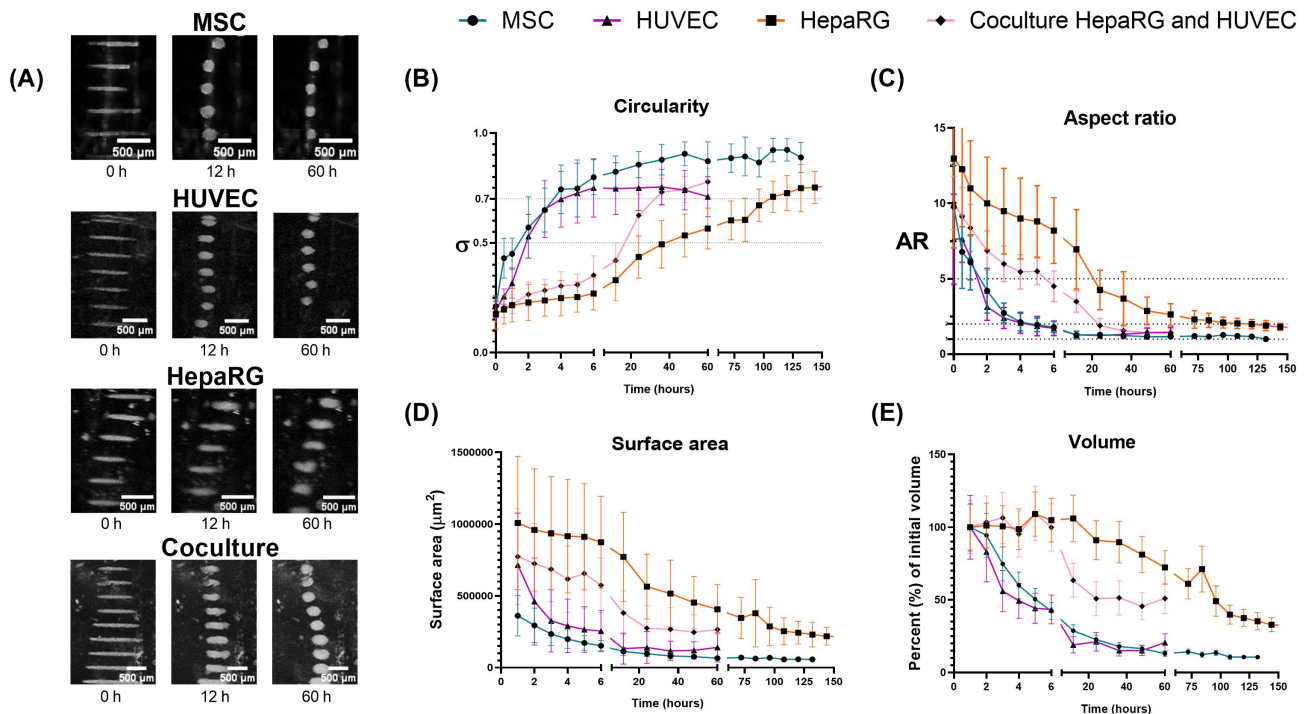 MSC HUVEC HepaRG Coculture HepaRG and HUVEC
(A)
MSC
500 µm 500 µm 500 µm
0 h 12 h 60 h
HUVEC
500 µm 500 µm 500 µm
0 h 12 h 60 h
HepaRG
500 µm 500 µm 500 µm
0 h 12 h 60 h
Coculture
500 µm 500 µm 500 µm
0 h 12 h 60 h
(B)
Circularity
σ
1.0
0.7
0.5
0.0
0 2 4 6 20 40 60 75 100 125 150
Time (hours)
(C)
Aspect ratio
AR
15
10
5
1
0
0 2 4 6 20 40 60 75 100 125 150
Time (hours)
(D)
Surface area
Surface area (µm²)
1500000
1000000
500000
0
0 2 4 6 20 40 60 75 100 125 150
Time (hours)
(E)
Volume
Percent (%) of initial volume
150
100
50
0
0 2 4 6 20 40 60 75 100 125 150
Time (hours)